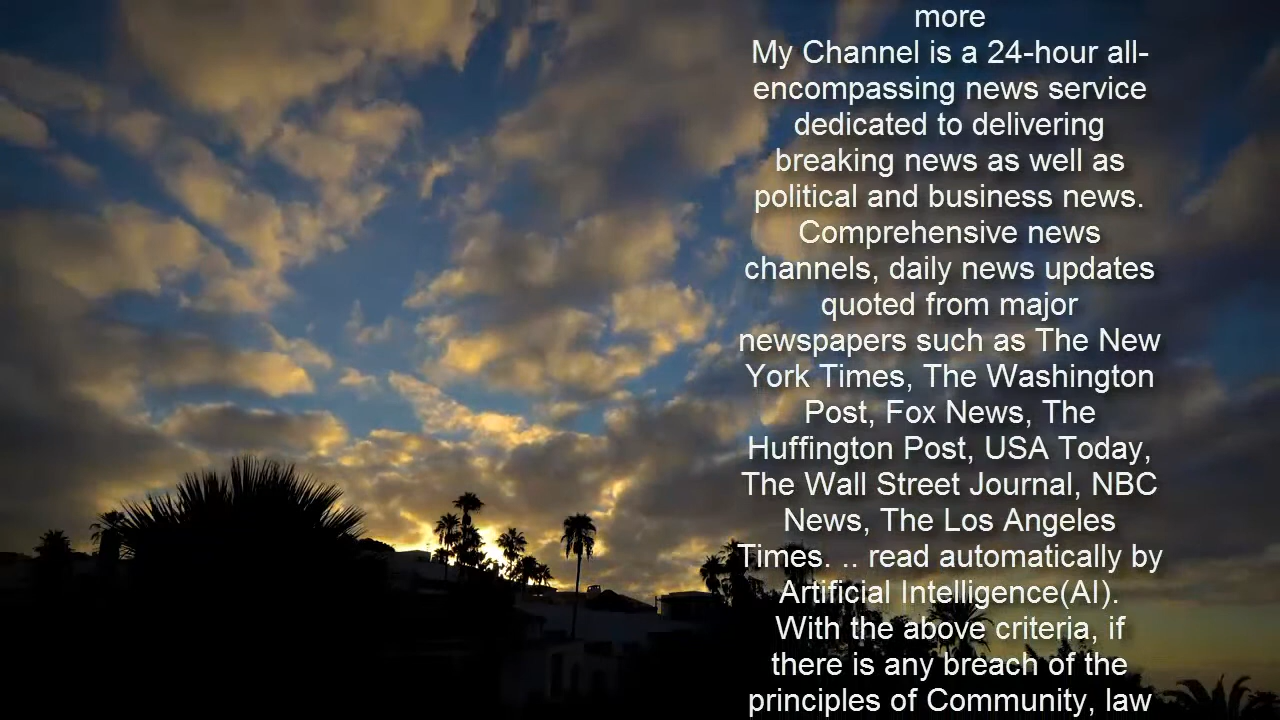 more
My Channel is a 24-hour all-
encompassing news service
dedicated to delivering
breaking news as well as
political and business news.
Comprehensive news
channels, daily news updates
quoted from major
newspapers such as The New
York Times, The Washington
Post, Fox News, The
Huffington Post, USA Today,
The Wall Street Journal, NBC
News, The Los Angeles
Times. .. read automatically by
Artificial Intelligence(AI).
With the above criteria, if
there is any breach of the
principles of Community, law